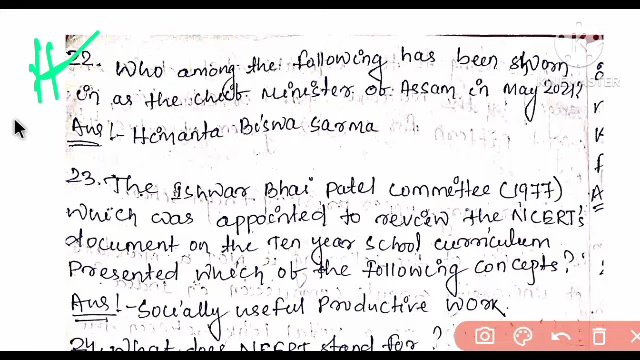 22. Who among the following has been sworn
in as the chief Minister of Assam in May 2021?
Ans!- Himanta Biswa Sarma
23. The Ishwar Bhai Patel Committee (1977)
which was appointed to review the NCERT's
document on the Ten year school curriculum
Presented which of the following concepts?
Ans!- Socially useful Productive Work
24. What does NCERT stand for?